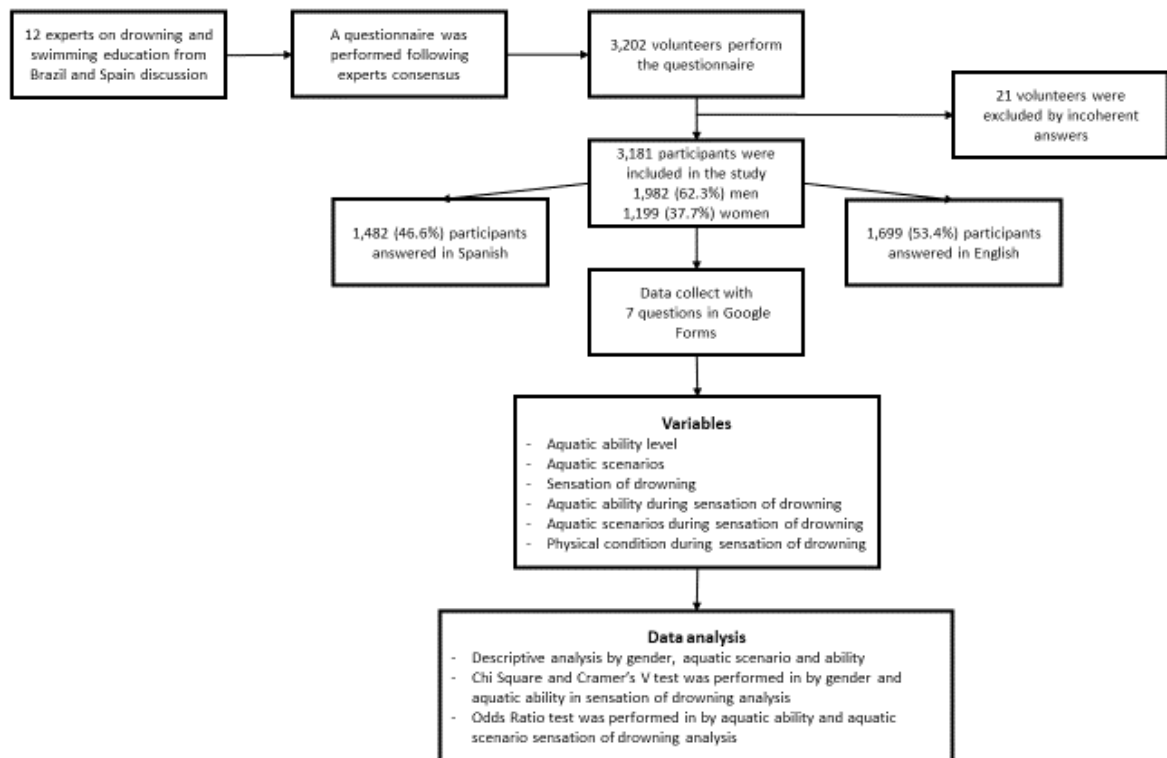 12 experts on drowning and
swimming education from
Brazil and Spain discussion
A questionnaire was
performed following
experts consensus
3,202 volunteers perform
the questionnaire
21 volunteers were
excluded by incoherent
answers
3,181 participants were
included in the study
1,982 (62.3%) men
1,199 (37.7%) women
1,482 (46.6%) participants
answered in Spanish
1,699 (53.4%) participants
answered in English
Data collect with
7 questions in Google
Forms
Variables
- Aquatic ability level
- Aquatic scenarios
- Sensation of drowning
- Aquatic ability during sensation of drowning
- Aquatic scenarios during sensation of drowning
- Physical condition during sensation of drowning
Data analysis
- Descriptive analysis by gender, aquatic scenario and ability
- Chi Square and Cramer's V test was performed in by gender and
aquatic ability in sensation of drowning analysis
- Odds Ratio test was performed in by aquatic ability and aquatic
scenario sensation of drowning analysis